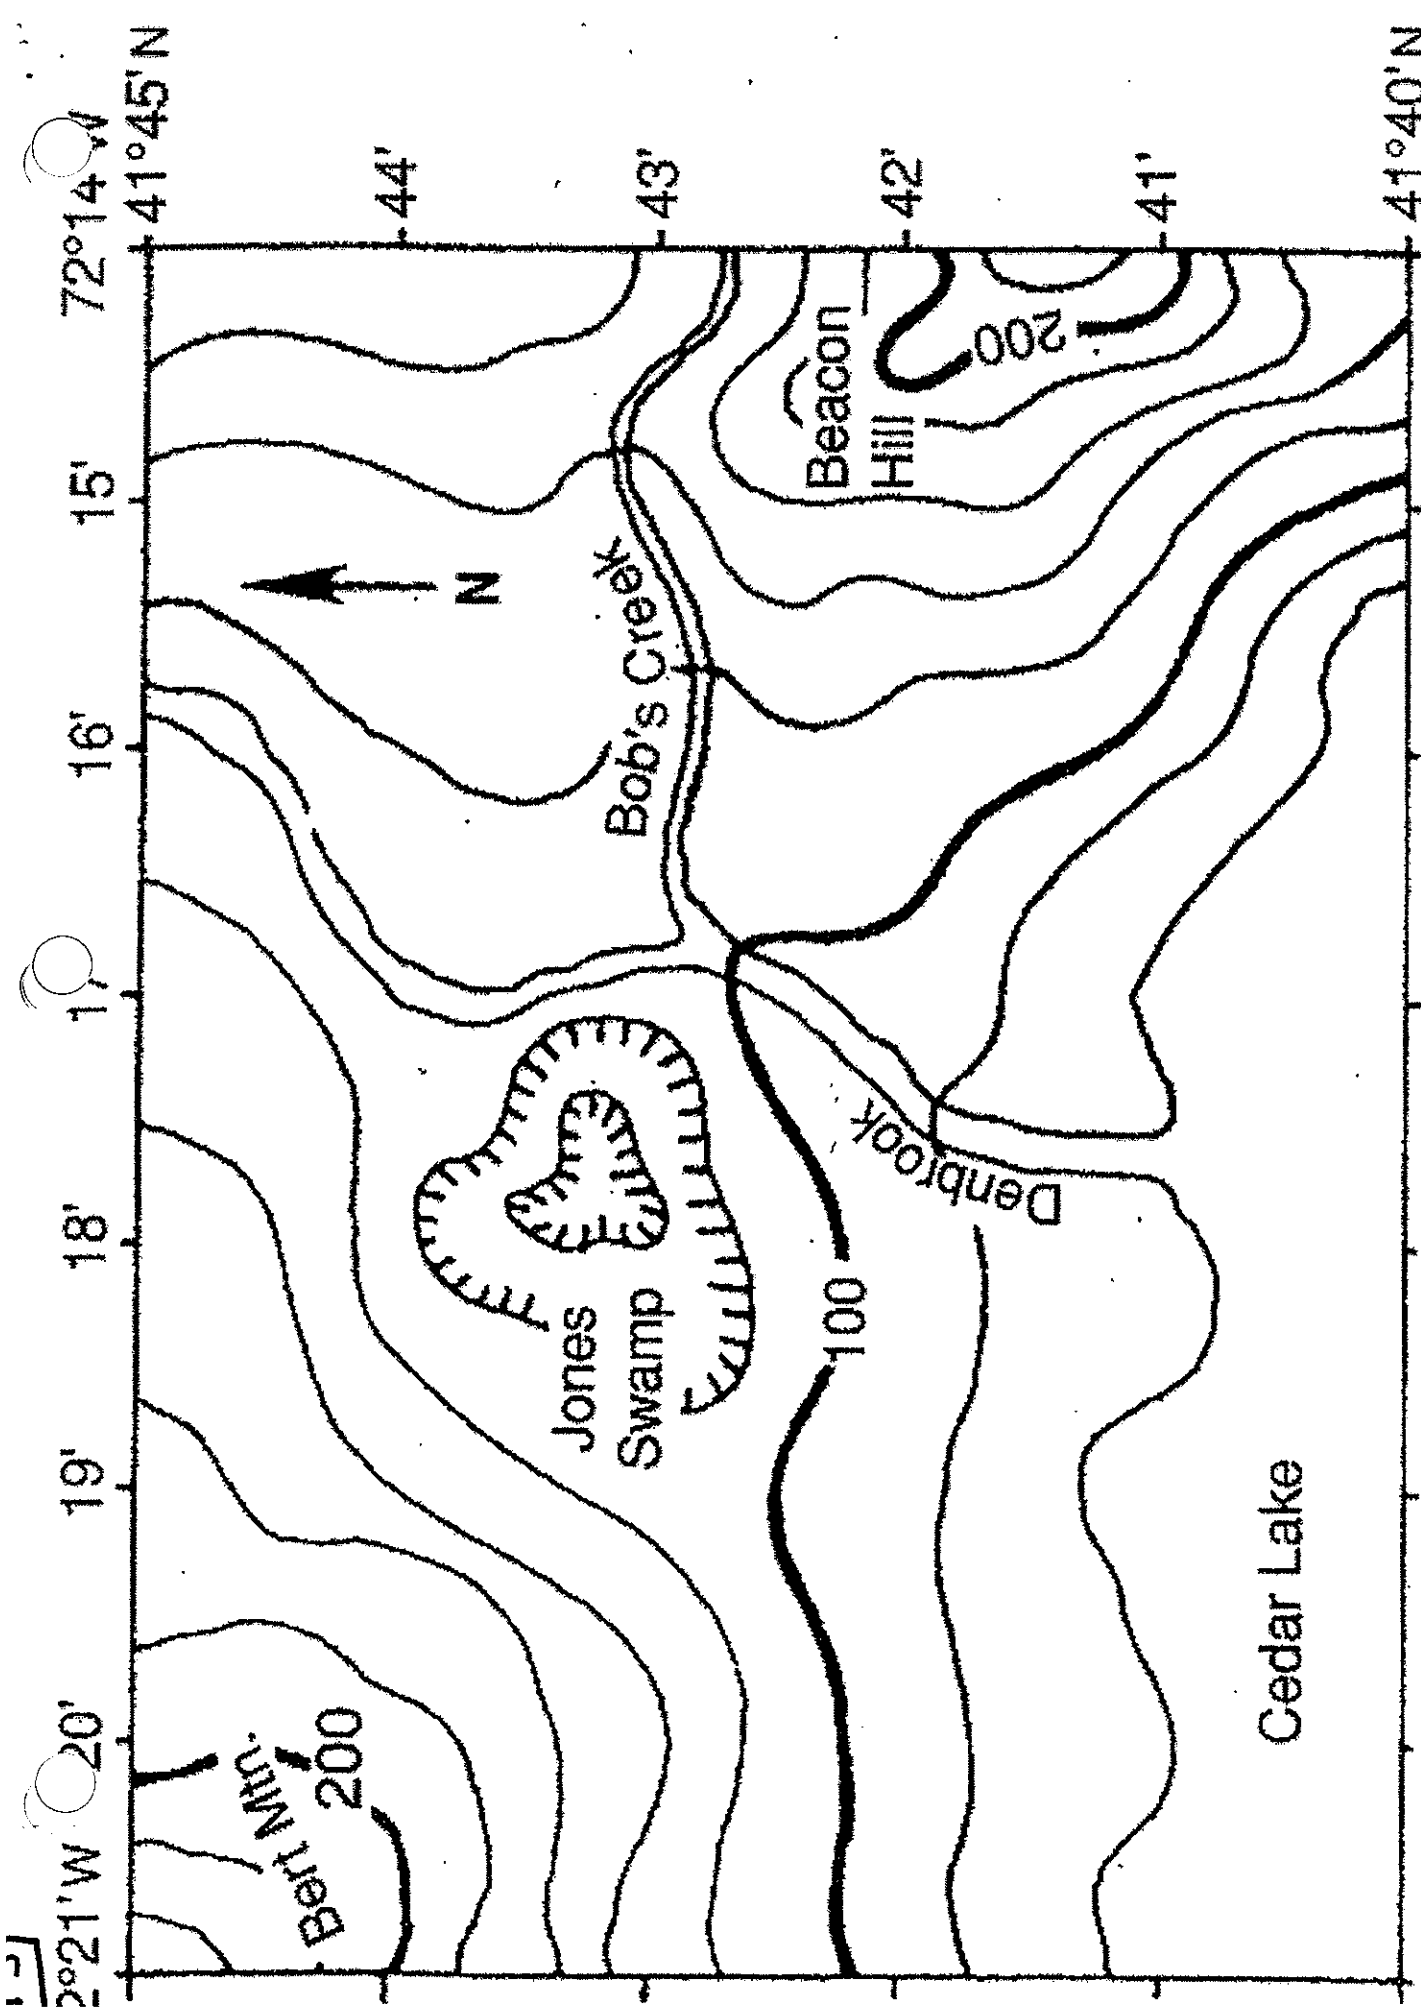 72°14'W
15'
16'
17'
18'
19'
20'
2°21'W
41°45'N
44'
43'
42'
41'
41°40'N
N
Bert Mtn.
200
Jones
Swamp
Bob's Creek
Beacon
Hill
200
100
Denbrook
Cedar Lake